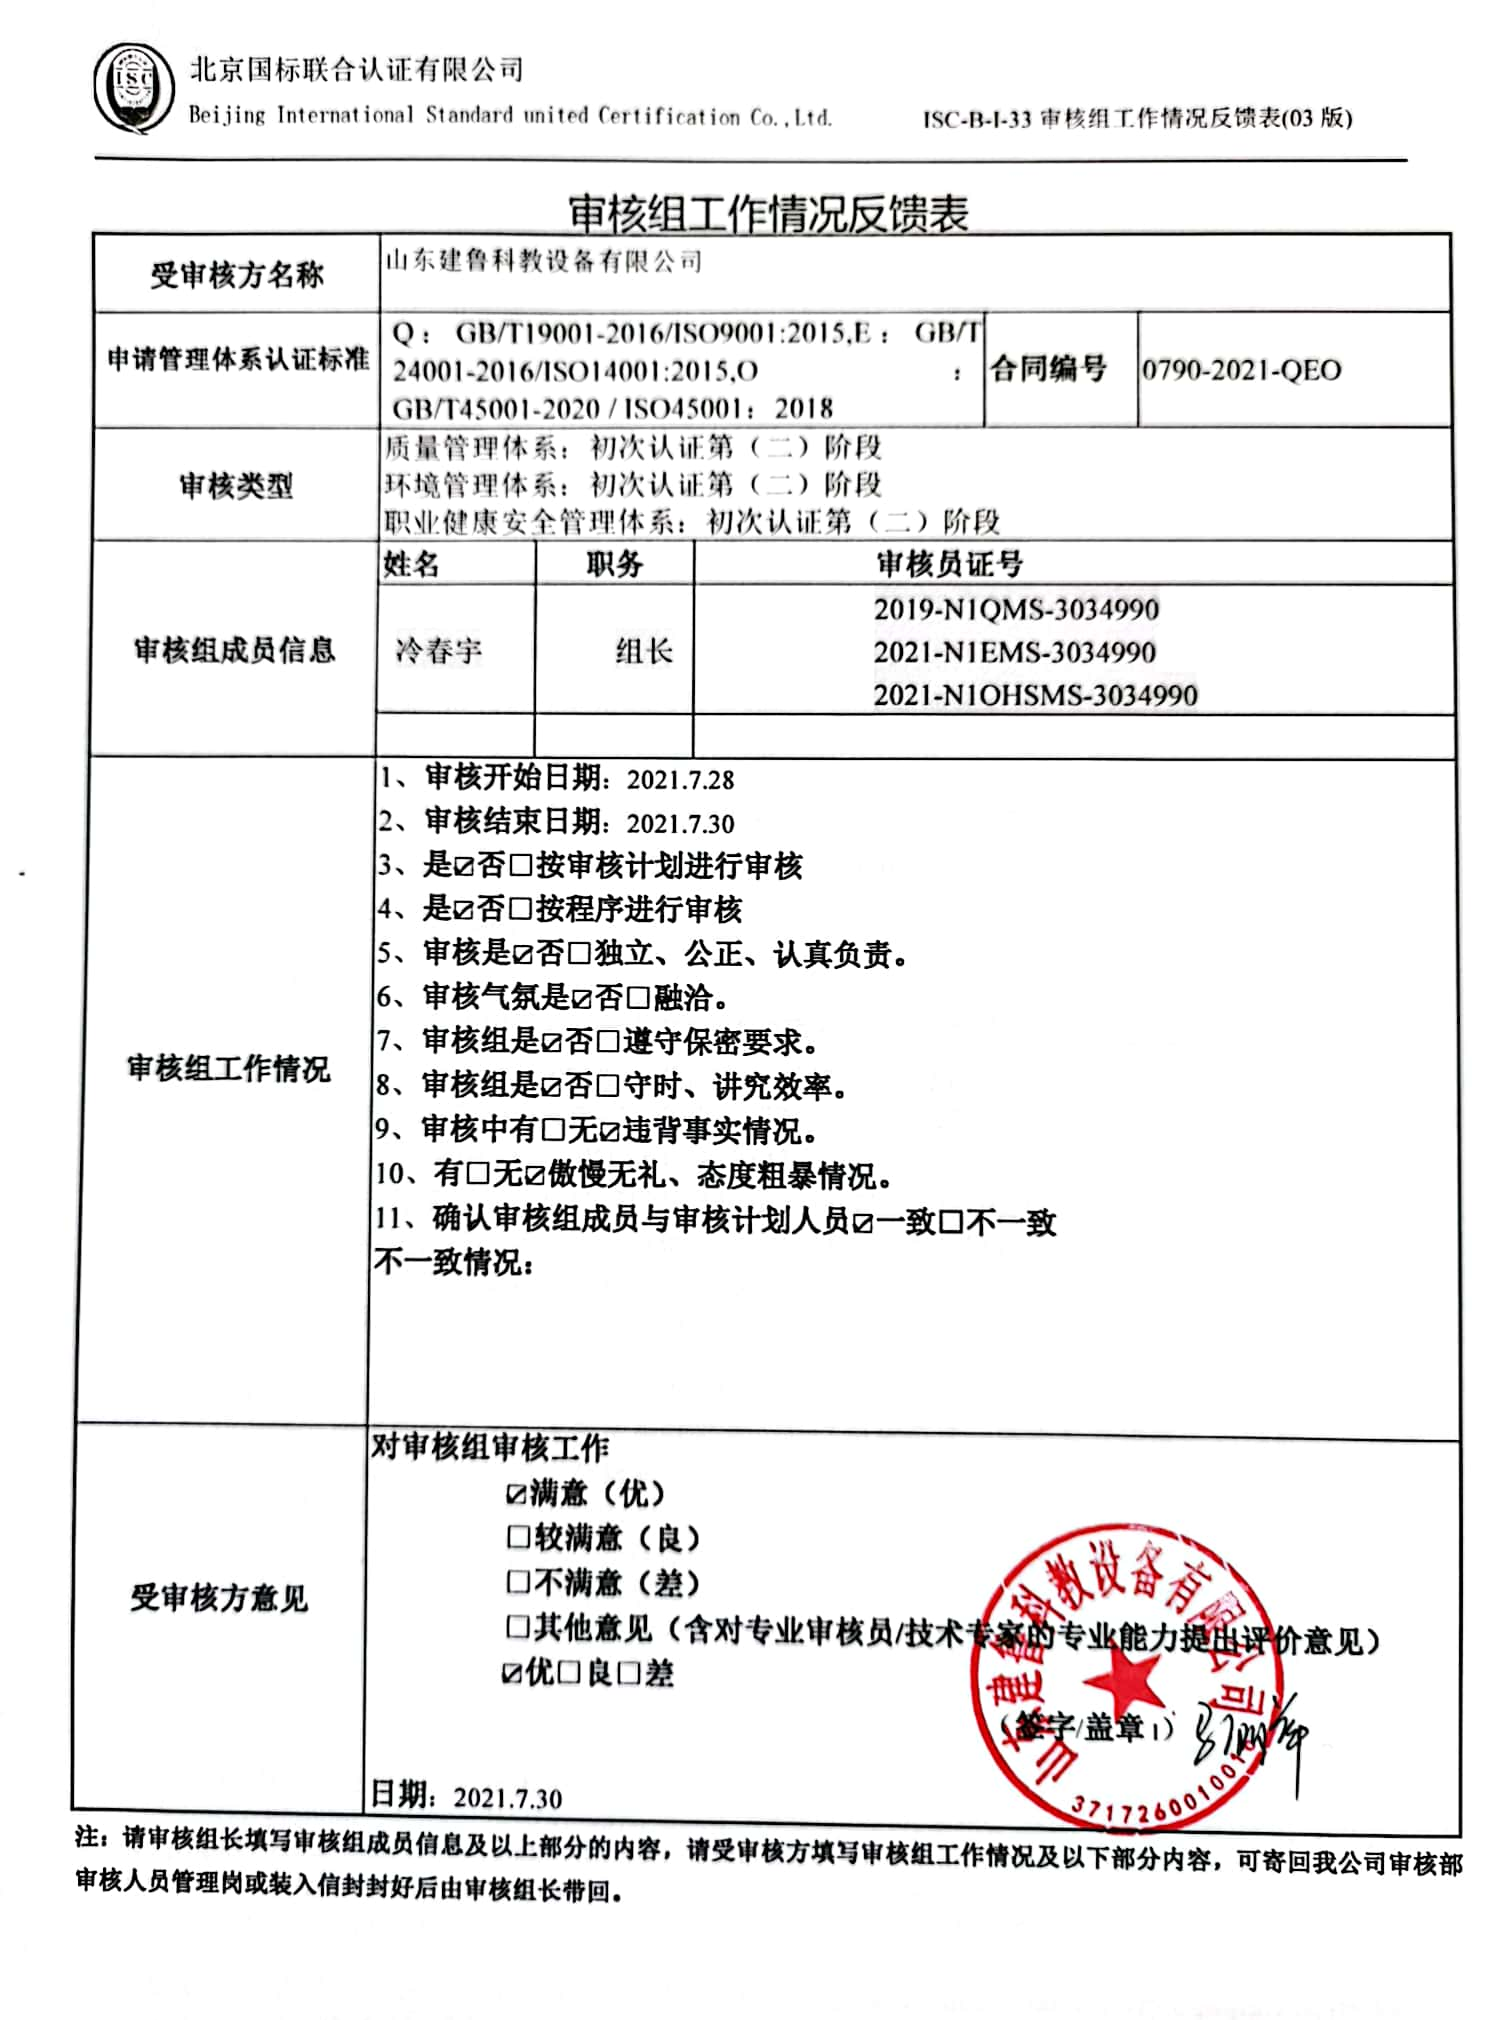 ISC
北京国标联合认证有限公司
Beijing International Standard united Certification Co.,Ltd.
ISC-B-I-33 审核组工作情况反馈表(03 版)
审核组工作情况反馈表
受审核方名称
山东建鲁科教设备有限公司
申请管理体系认证标准
Q： GB/T19001-2016/ISO9001:2015,E： GB/T
24001-2016/ISO14001:2015,O ：
GB/T45001-2020 / ISO45001：2018
合同编号
0790-2021-QEO
审核类型
质量管理体系：初次认证第（二）阶段
环境管理体系：初次认证第（二）阶段
职业健康安全管理体系：初次认证第（二）阶段
审核组成员信息
姓名 职务 审核员证号
冷春宇 组长
2019-N1QMS-3034990
2021-N1EMS-3034990
2021-N1OHSMS-3034990
审核组工作情况
1、审核开始日期：2021.7.28
2、审核结束日期：2021.7.30
3、是☑否☐按审核计划进行审核
4、是☑否☐按程序进行审核
5、审核是☑否☐独立、公正、认真负责。
6、审核气氛是☑否☐融洽。
7、审核组是☑否☐遵守保密要求。
8、审核组是☑否☐守时、讲究效率。
9、审核中有☐无☑违背事实情况。
10、有☐无☑傲慢无礼、态度粗暴情况。
11、确认审核组成员与审核计划人员☑一致☐不一致
不一致情况：
受审核方意见
对审核组审核工作
☑满意（优）
☐较满意（良）
☐不满意（差）
☐其他意见（含对专业审核员/技术专家的专业能力提出评价意见）
☑优☐良☐差
（签字/盖章）
山东建鲁科教设备有限公司
日期：2021.7.30
注：请审核组长填写审核组成员信息及以上部分的内容，请受审核方填写审核组工作情况及以下部分内容，可寄回我公司审核部
审核人员管理岗或装入信封封好后由审核组长带回。